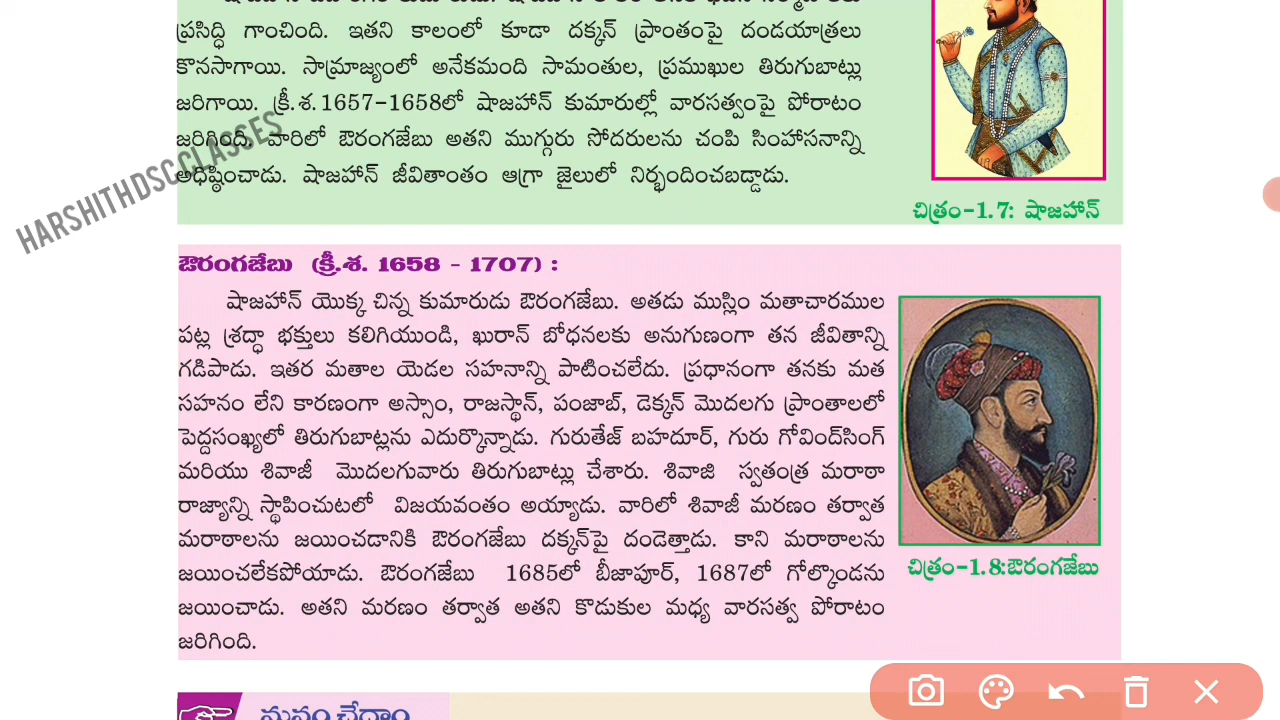 ప్రసిద్ధి గాంచింది. ఇతని కాలంలో కూడా దక్కన్ ప్రాంతంపై దండయాత్రలు
కొనసాగాయి. సామ్రాజ్యంలో అనేకమంది సామంతుల, ప్రముఖుల తిరుగుబాట్లు
జరిగాయి. క్రీ.శ.1657-1658లో షాజహాన్ కుమారుల్లో వారసత్వంపై పోరాటం
జరిగింది. వారిలో ఔరంగజేబు అతని ముగ్గురు సోదరులను చంపి సింహాసనాన్ని
అధిష్ఠించాడు. షాజహాన్ జీవితాంతం ఆగ్రా జైలులో నిర్భందించబడ్డాడు.
చిత్రం-1.7: షాజహాన్
HARSHITH DSC CLASSES
ఔరంగజేబు (క్రీ.శ. 1658 - 1707) :
షాజహాన్ యొక్క చిన్న కుమారుడు ఔరంగజేబు. అతడు ముస్లిం మతాచారముల
పట్ల శ్రద్ధా భక్తులు కలిగియుండి, ఖురాన్ బోధనలకు అనుగుణంగా తన జీవితాన్ని
గడిపాడు. ఇతర మతాల యెడల సహనాన్ని పాటించలేదు. ప్రధానంగా తనకు మత
సహనం లేని కారణంగా అస్సాం, రాజస్థాన్, పంజాబ్, డెక్కన్ మొదలగు ప్రాంతాలలో
పెద్దసంఖ్యలో తిరుగుబాట్లను ఎదుర్కొన్నాడు. గురుతేజ్ బహదూర్, గురు గోవింద్‌సింగ్
మరియు శివాజీ మొదలగువారు తిరుగుబాట్లు చేశారు. శివాజి స్వతంత్ర మరాఠా
రాజ్యాన్ని స్థాపించుటలో విజయవంతం అయ్యాడు. వారిలో శివాజీ మరణం తర్వాత
మరాఠాలను జయించడానికి ఔరంగజేబు దక్కన్‌పై దండెత్తాడు. కాని మరాఠాలను
జయించలేకపోయాడు. ఔరంగజేబు 1685లో బీజాపూర్, 1687లో గోల్కొండను
జయించాడు. అతని మరణం తర్వాత అతని కొడుకుల మధ్య వారసత్వ పోరాటం
జరిగింది.
చిత్రం-1.8:ఔరంగజేబు